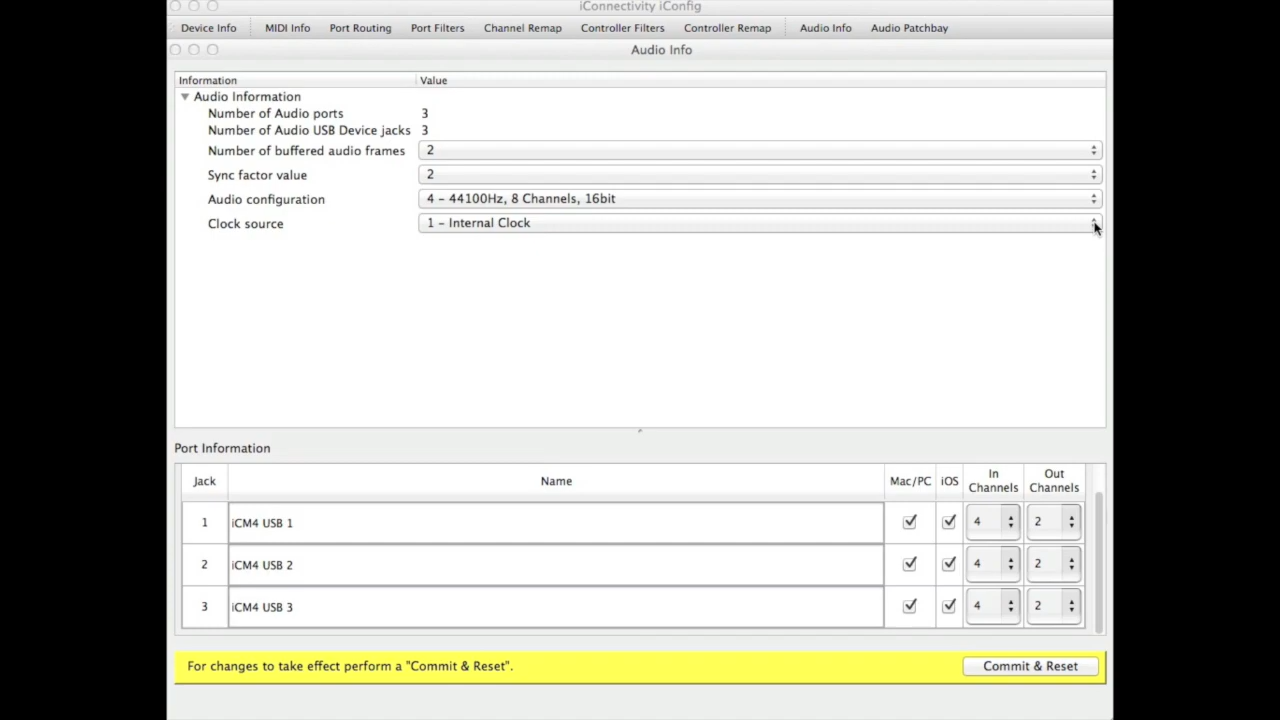 iConnectivity iConfig
Device Info MIDI Info Port Routing Port Filters Channel Remap Controller Filters Controller Remap Audio Info Audio Patchbay
Audio Info
Information Value
Audio Information
Number of Audio ports 3
Number of Audio USB Device jacks 3
Number of buffered audio frames 2
Sync factor value 2
Audio configuration 4 – 44100Hz, 8 Channels, 16bit
Clock source 1 – Internal Clock
Port Information
Jack Name Mac/PC iOS In Channels Out Channels
1 iCM4 USB 1 4 2
2 iCM4 USB 2 4 2
3 iCM4 USB 3 4 2
For changes to take effect perform a "Commit & Reset". Commit & Reset